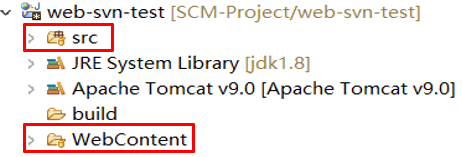 web-svn-test [SCM-Project/web-svn-test]
src
JRE System Library [jdk1.8]
Apache Tomcat v9.0 [Apache Tomcat v9.0]
build
WebContent